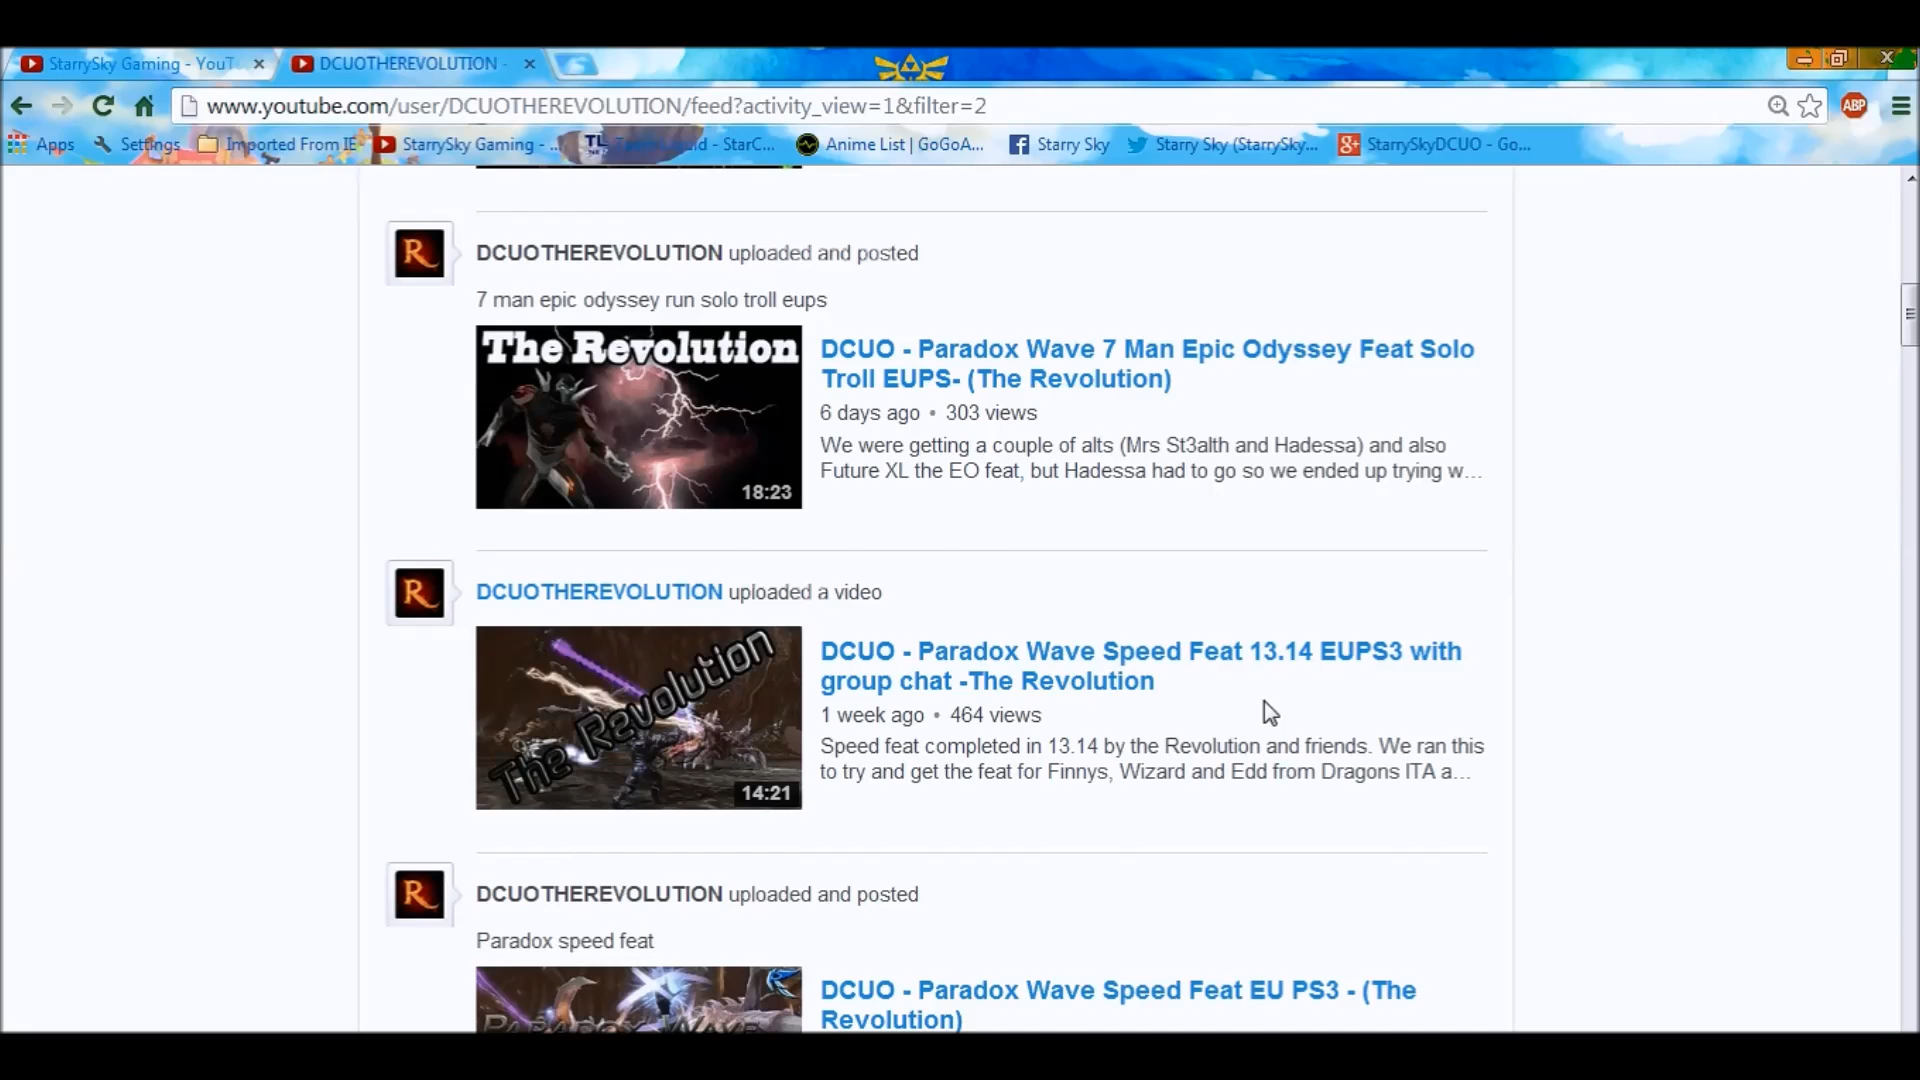 StarrySky Gaming - YouT
DCUOTHEREVOLUTION -
www.youtube.com/user/DCUOTHEREVOLUTION/feed?activity_view=1&filter=2
ABP
Apps
Settings
Imported From IE
StarrySky Gaming - ...
TL
d - StarC...
Anime List | GoGoA...
Starry Sky
Starry Sky (StarrySky...
StarrySkyDCUO - Go...
R
DCUOTHEREVOLUTION uploaded and posted
7 man epic odyssey run solo troll eups
The Revolution
18:23
DCUO - Paradox Wave 7 Man Epic Odyssey Feat Solo
Troll EUPS- (The Revolution)
6 days ago • 303 views
We were getting a couple of alts (Mrs St3alth and Hadessa) and also
Future XL the EO feat, but Hadessa had to go so we ended up trying w...
R
DCUOTHEREVOLUTION uploaded a video
The Revolution
14:21
DCUO - Paradox Wave Speed Feat 13.14 EUPS3 with
group chat -The Revolution
1 week ago • 464 views
Speed feat completed in 13.14 by the Revolution and friends. We ran this
to try and get the feat for Finnys, Wizard and Edd from Dragons ITA a...
R
DCUOTHEREVOLUTION uploaded and posted
Paradox speed feat
PARADOX WAVE
DCUO - Paradox Wave Speed Feat EU PS3 - (The
Revolution)